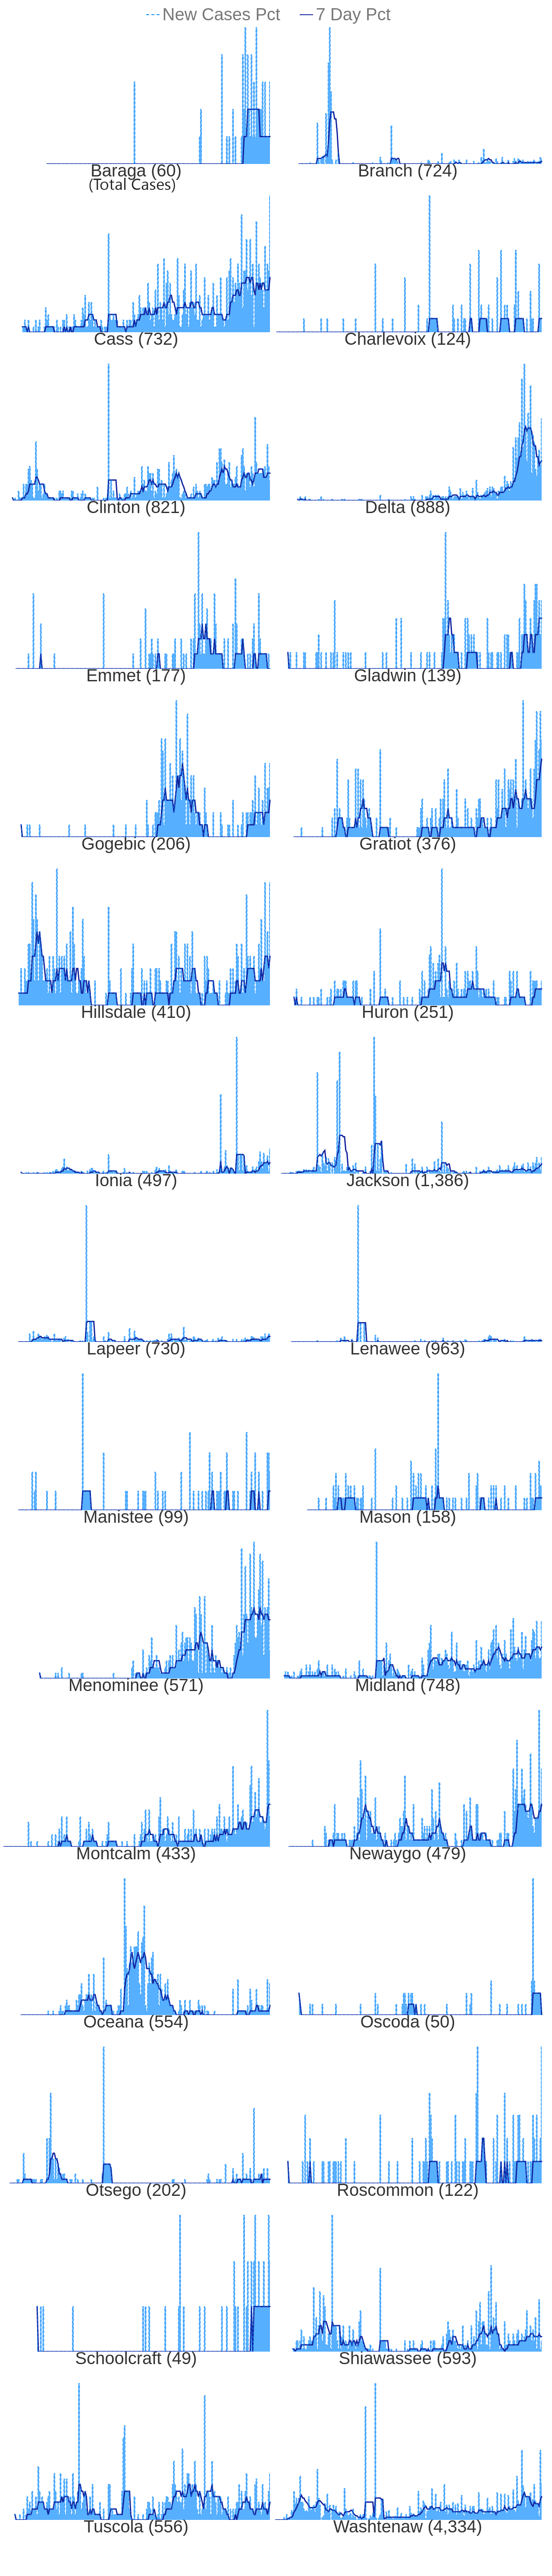 New Cases Pct 7 Day Pct
Baraga (60) Branch (724)
(Total Cases)
Cass (732) Charlevoix (124)
Clinton (821) Delta (888)
Emmet (177) Gladwin (139)
Gogebic (206) Gratiot (376)
Hillsdale (410) Huron (251)
Ionia (497) Jackson (1,386)
Lapeer (730) Lenawee (963)
Manistee (99) Mason (158)
Menominee (571) Midland (748)
Montcalm (433) Newaygo (479)
Oceana (554) Oscoda (50)
Otsego (202) Roscommon (122)
Schoolcraft (49) Shiawassee (593)
Tuscola (556) Washtenaw (4,334)